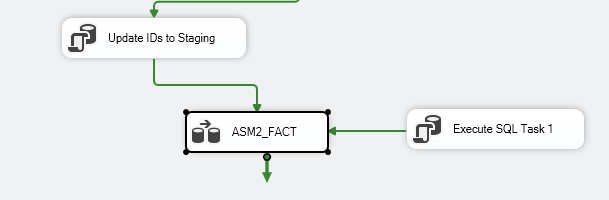 Update IDs to Staging
ASM2_FACT
Execute SQL Task 1